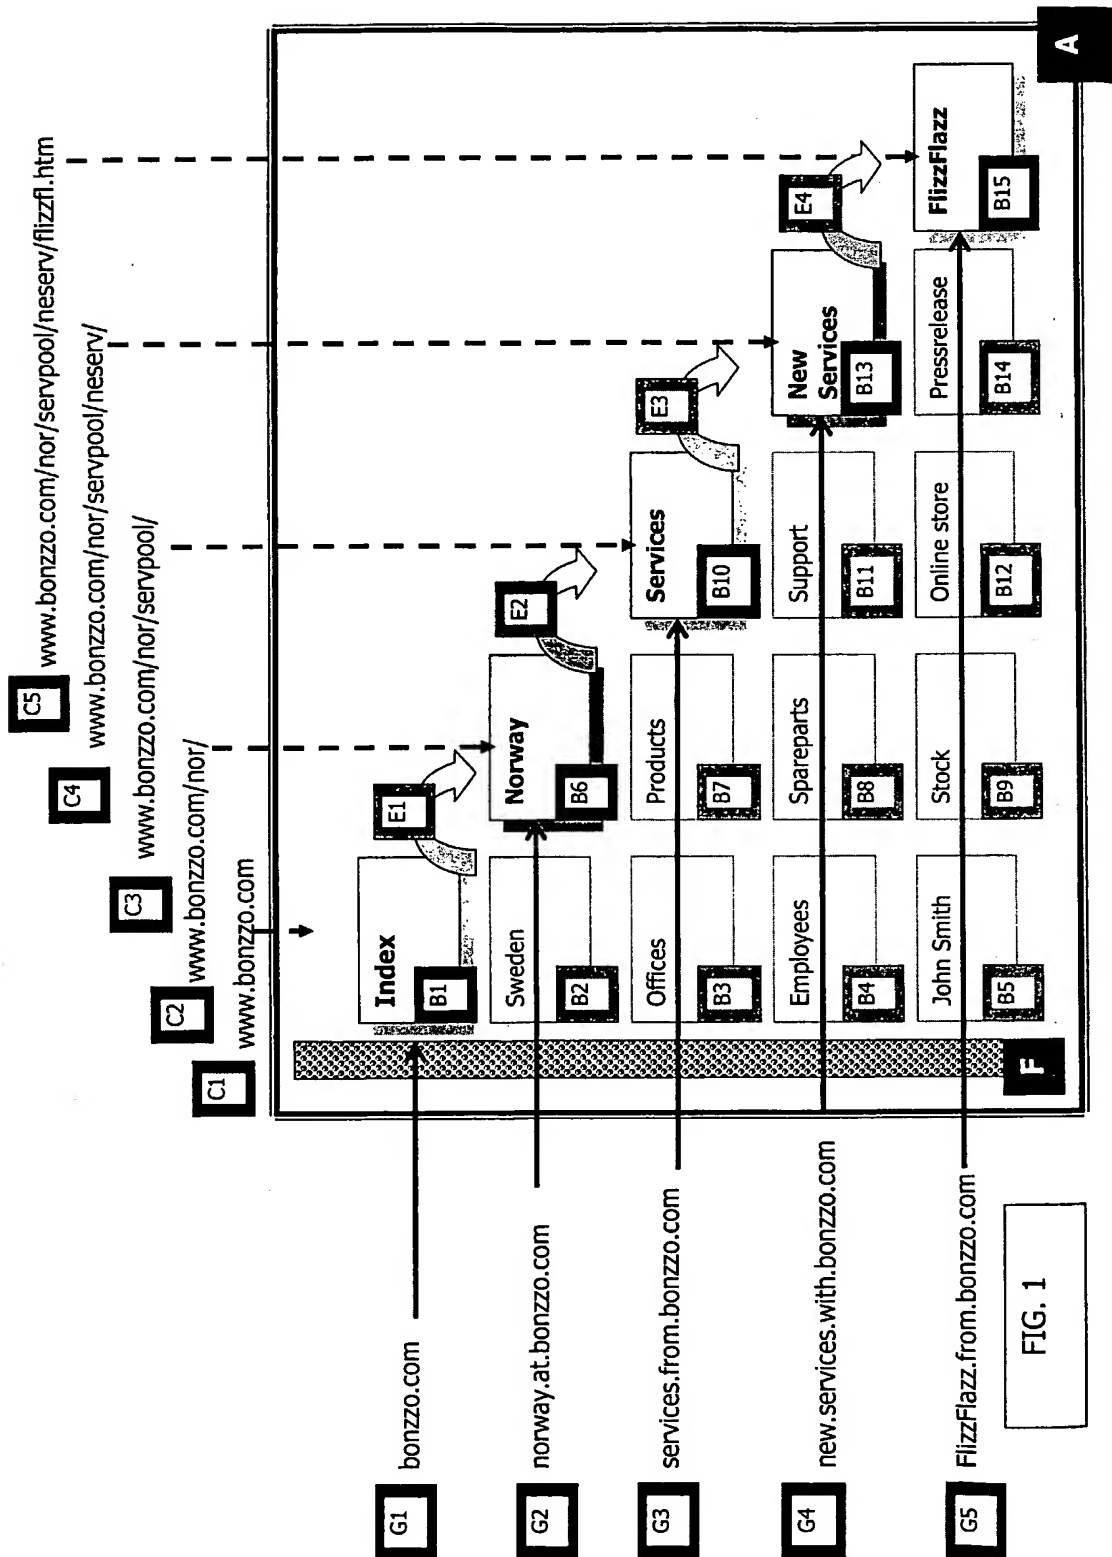 C1
www.bonzzo.com
C2
www.bonzzo.com/nor/
C3
www.bonzzo.com/nor/servpool/
C4
www.bonzzo.com/nor/servpool/neserv/
C5
www.bonzzo.com/nor/servpool/neserv/flizzfl.htm
G1
bonzzo.com
Index
B1
E1
G2
norway.at.bonzzo.com
Sweden
B2
Norway
B6
E2
G3
services.from.bonzzo.com
Offices
B3
Products
B7
Services
B10
E3
G4
new.services.with.bonzzo.com
Employees
B4
Spareparts
B8
Support
B11
New
Services
B13
E4
G5
FlizzFlazz.from.bonzzo.com
John Smith
B5
Stock
B9
Online store
B12
Pressrelease
B14
FlizzFlazz
B15
F
A
FIG. 1